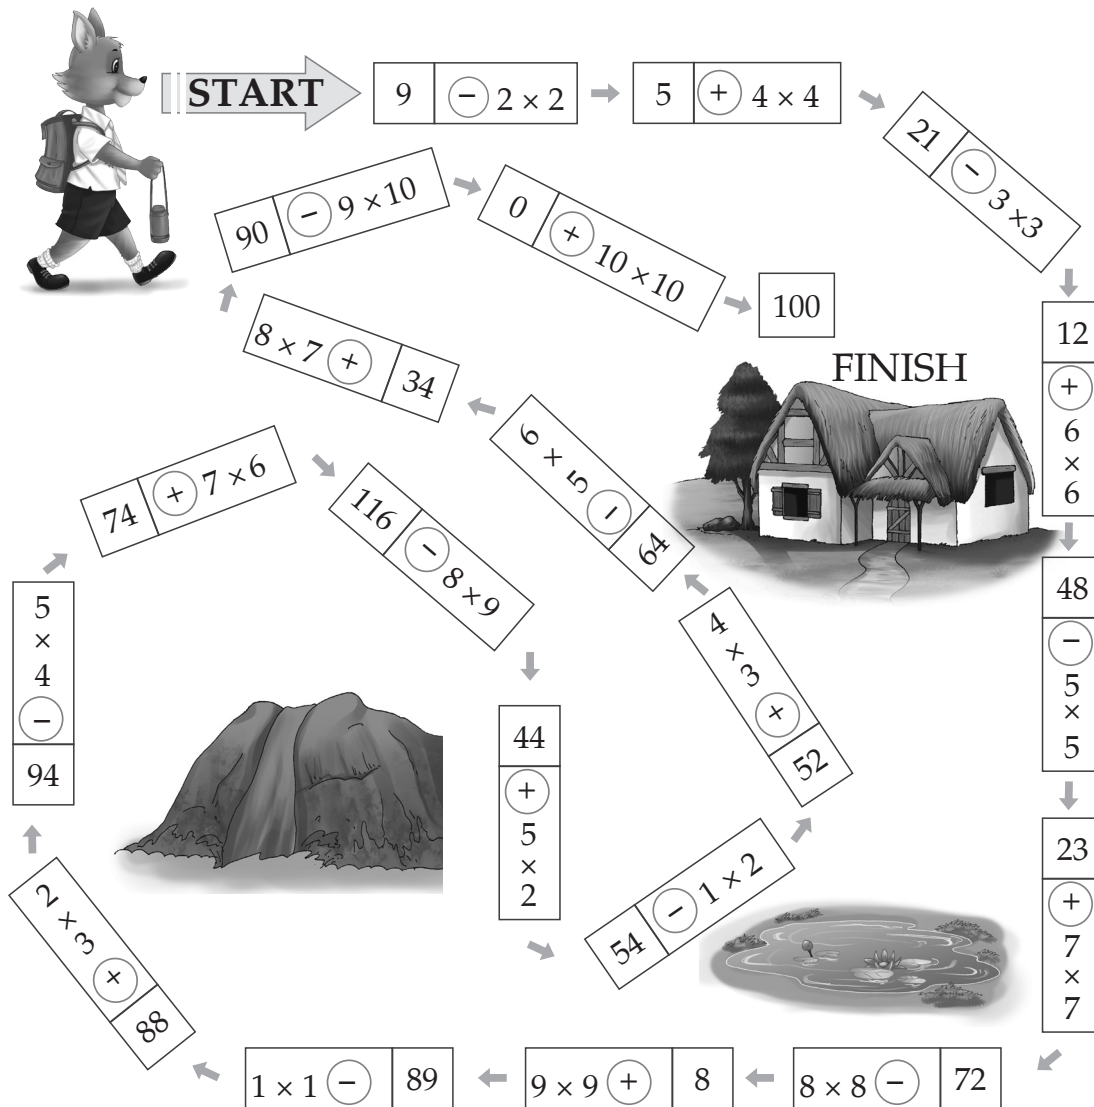 START
9 − 2 × 2
5 + 4 × 4
21 − 3 × 3
12 + 6 × 6
48 − 5 × 5
23 + 7 × 7
72 − 8 × 8
8 + 9 × 9
89 − 1 × 1
88 + 3 × 2
94 − 4 × 5
74 + 7 × 6
116 − 8 × 9
44 + 5 × 2
54 − 1 × 2
52 + 3 × 4
64 − 5 × 6
34 + 8 × 7
90 − 9 × 10
0 + 10 × 10
100
FINISH